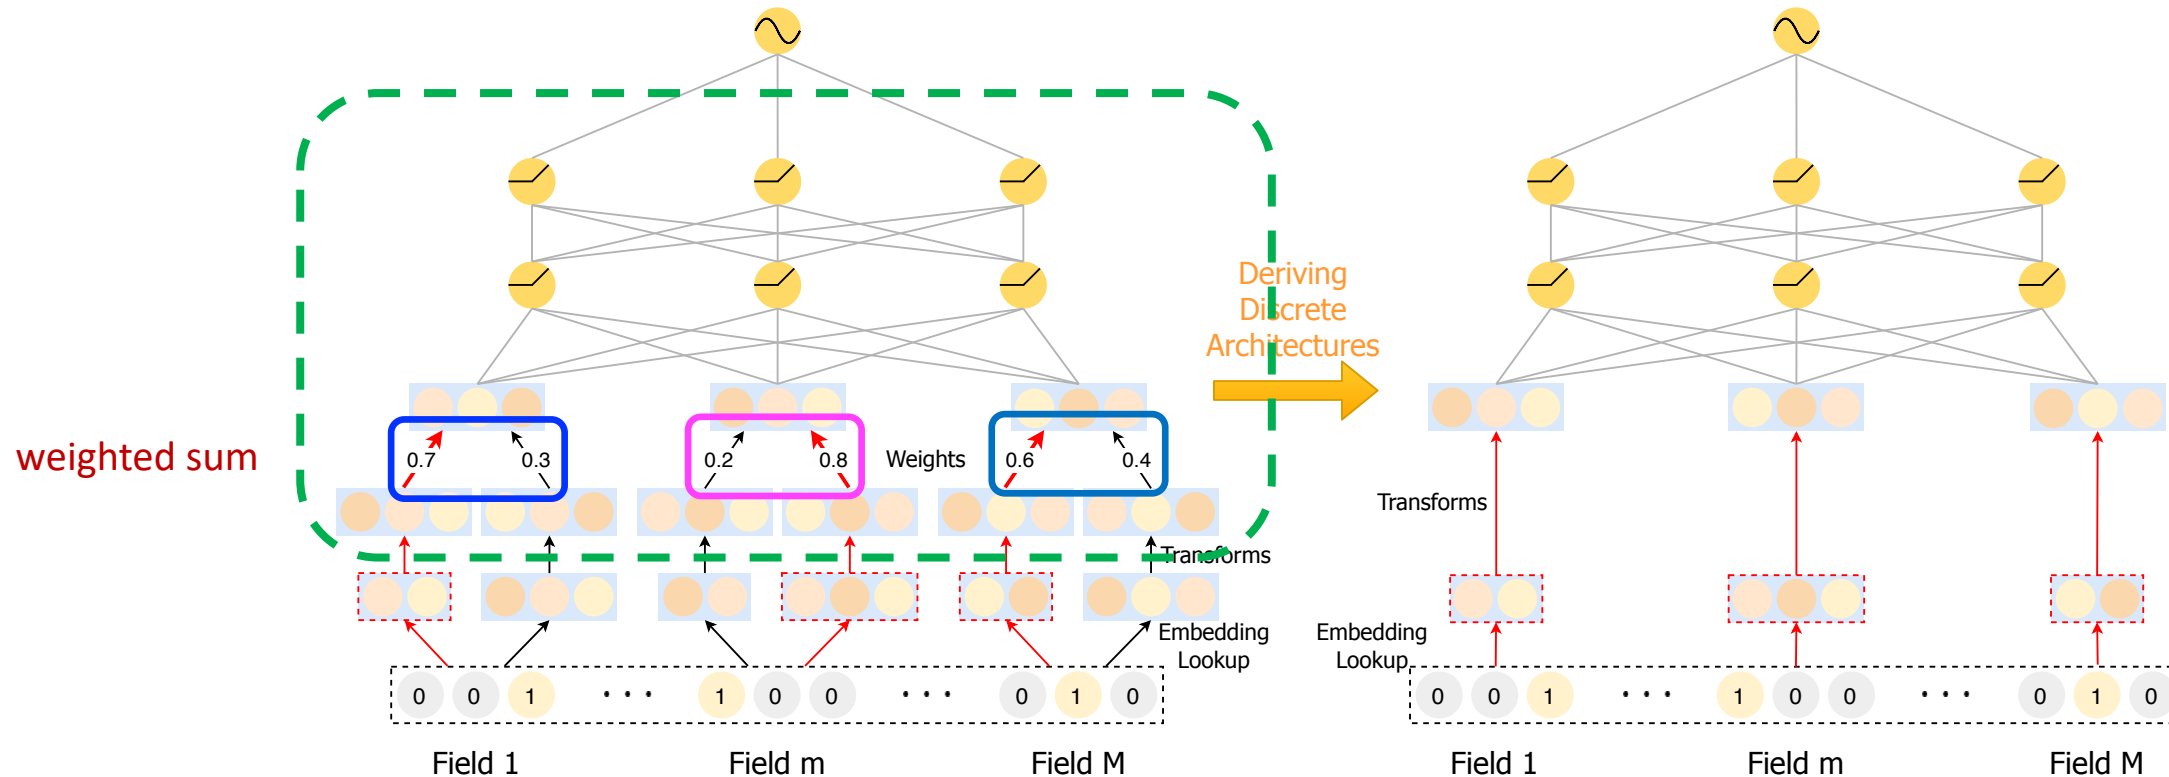 Deriving
Discrete
Architectures
weighted sum
0.7
0.3
0.2
0.8
Weights
0.6
0.4
Transforms
Transforms
Embedding
Lookup
Embedding
Lookup
0 0 1 ··· 1 0 0 ··· 0 1 0
0 0 1 ··· 1 0 0 ··· 0 1 0
Field 1
Field m
Field M
Field 1
Field m
Field M